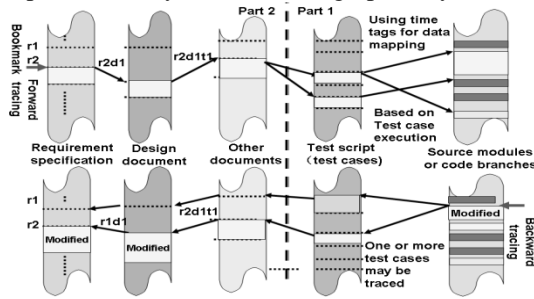 Part 2
Part 1
Using time
tags for data
mapping
r1
r2
Bookmark tracing
Forward tracing
r2d1
r2d1t1
Based on
Test case
execution
Requirement
specification
Design
document
Other
documents
Test script
(test cases)
Source modules
or code branches
r1
r2
r1d1
r2d1t1
Modified
Modified
Modified
Backward
tracing
One or more
test cases
may be
traced